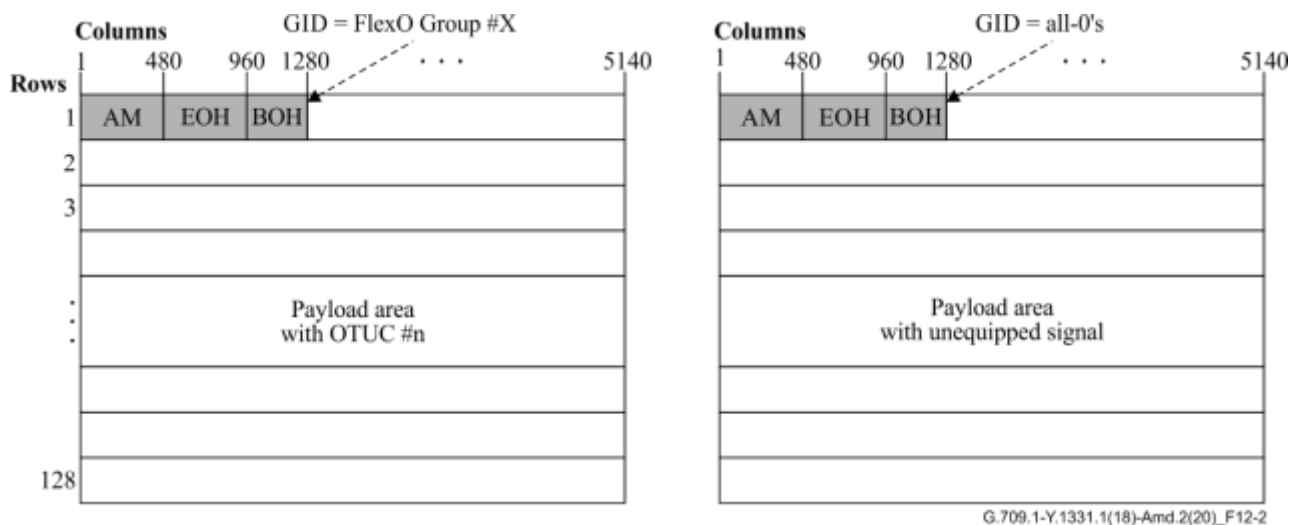 GID = FlexO Group #X
Columns
1 480 960 1280 . . . 5140
Rows
1 AM EOH BOH
2
3
Payload area
with OTUC #n
128
GID = all-0's
Columns
1 480 960 1280 . . . 5140
AM EOH BOH
Payload area
with unequipped signal
G.709.1-Y.1331.1(18)-Amd.2(20)_F12-2